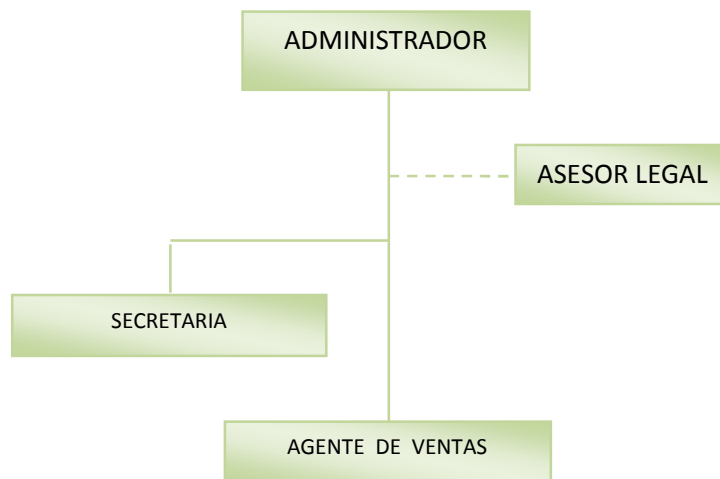 ADMINISTRADOR
ASESOR LEGAL
SECRETARIA
AGENTE DE VENTAS